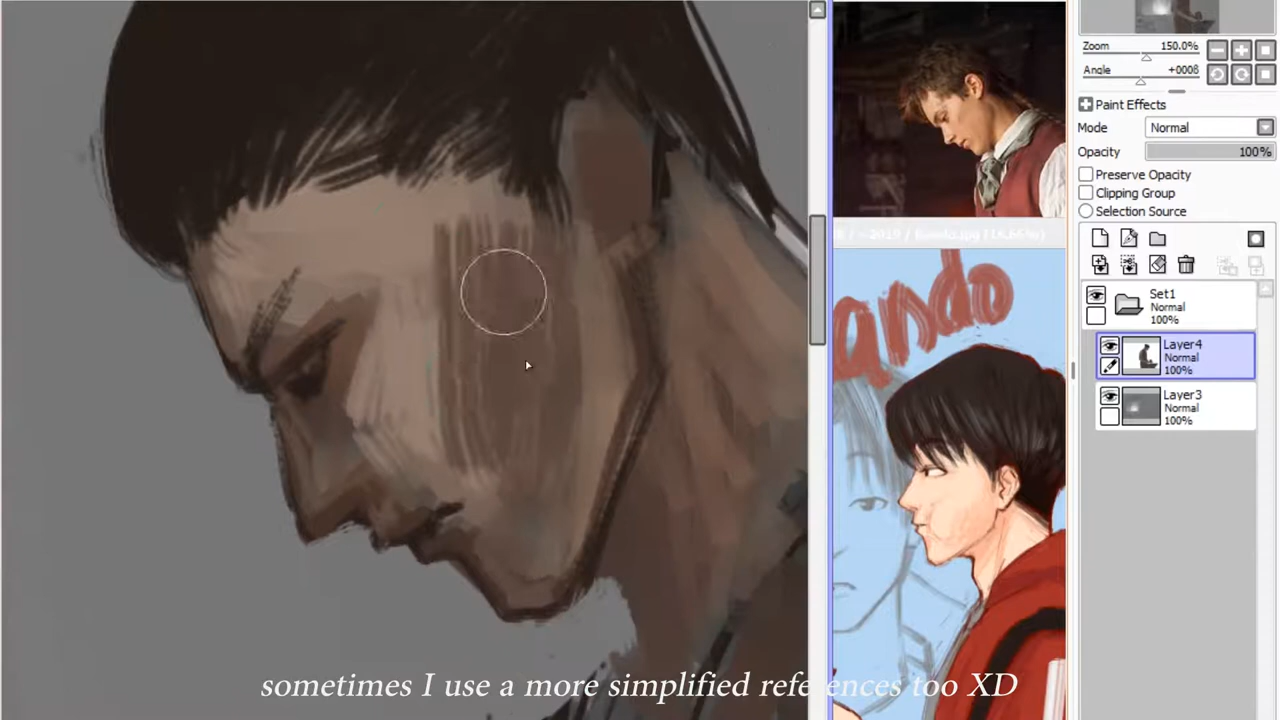 Zoom 150.0%
Angle +0008
Paint Effects
Mode Normal
Opacity 100%
Preserve Opacity
Clipping Group
Selection Source
Set1
Normal
100%
Layer4
Normal
100%
Layer3
Normal
100%
ando
sometimes I use a more simplified references too XD